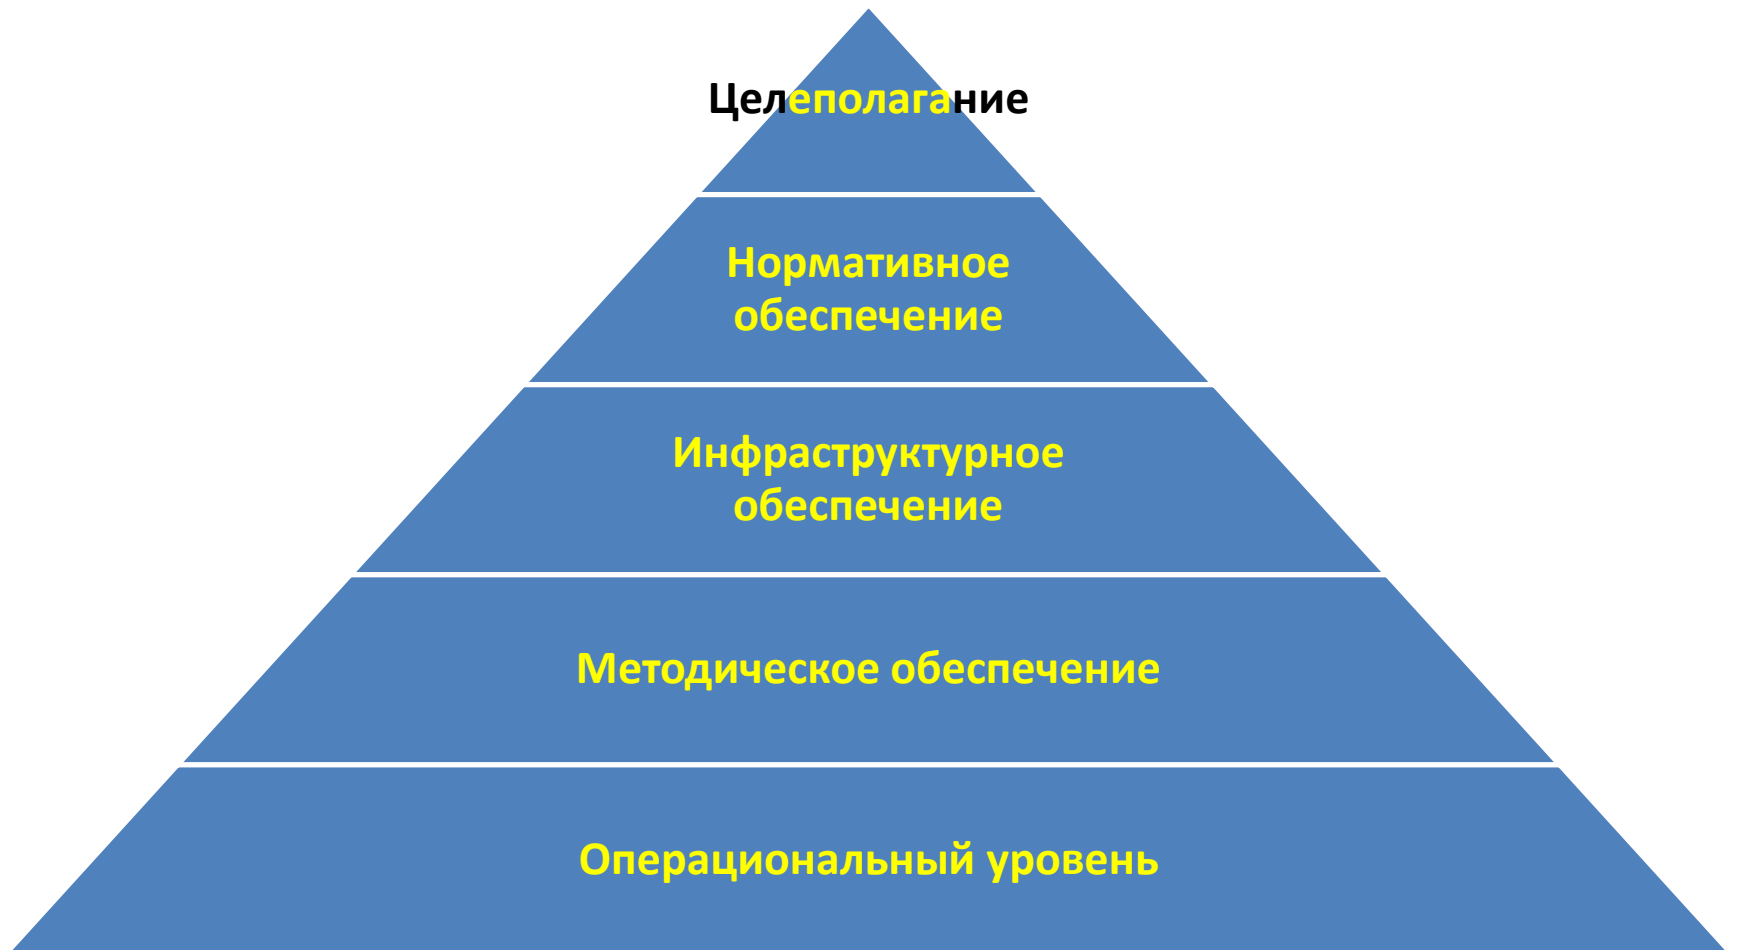 Целеполагание
Нормативное
обеспечение
Инфраструктурное
обеспечение
Методическое обеспечение
Операциональный уровень